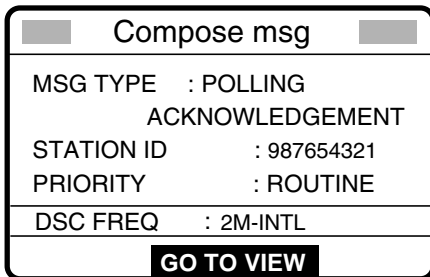 Compose msg
MSG TYPE : POLLING
ACKNOWLEDGEMENT
STATION ID : 987654321
PRIORITY : ROUTINE
DSC FREQ : 2M-INTL
GO TO VIEW